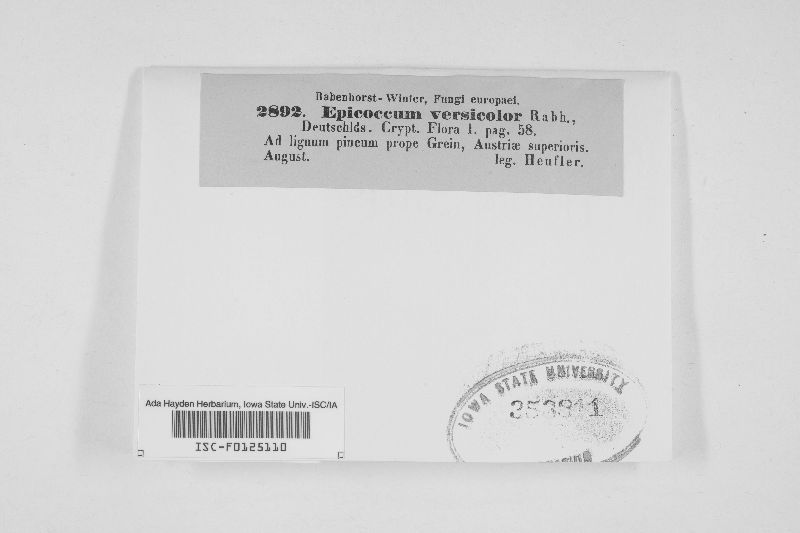 Rabenhorst-Winter, Fungi europaei.
2892. Epicoccum versicolor Rabh.,
Deutschlds. Crypt. Flora I. pag. 58.
Ad lignum pineum prope Grein, Austriæ superioris.
August. leg. Heufler.
IOWA STATE UNIVERSITY
353811
Ada Hayden Herbarium, Iowa State Univ.-ISC/IA
ISC-F0125110